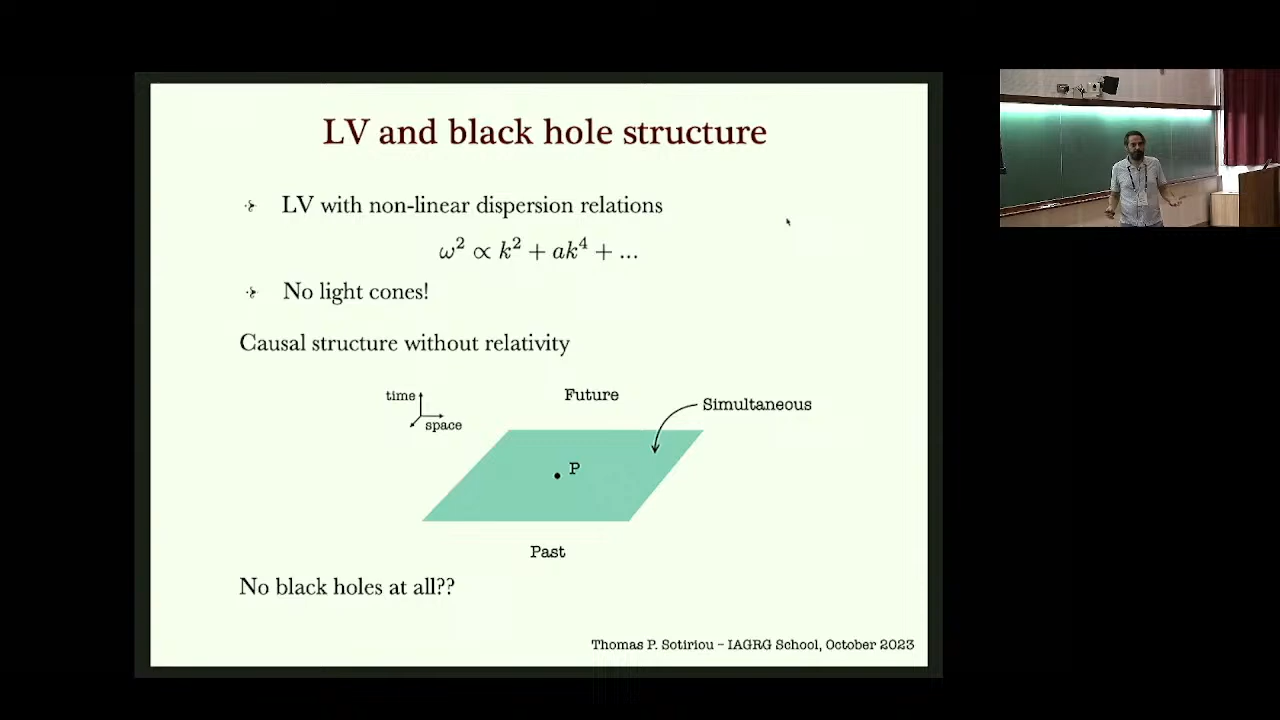 LV and black hole structure
LV with non-linear dispersion relations
ω² ∝ k² + ak⁴ + ...
No light cones!
Causal structure without relativity
time
space
Future
Simultaneous
P
Past
No black holes at all??
Thomas P. Sotiriou – IAGRG School, October 2023